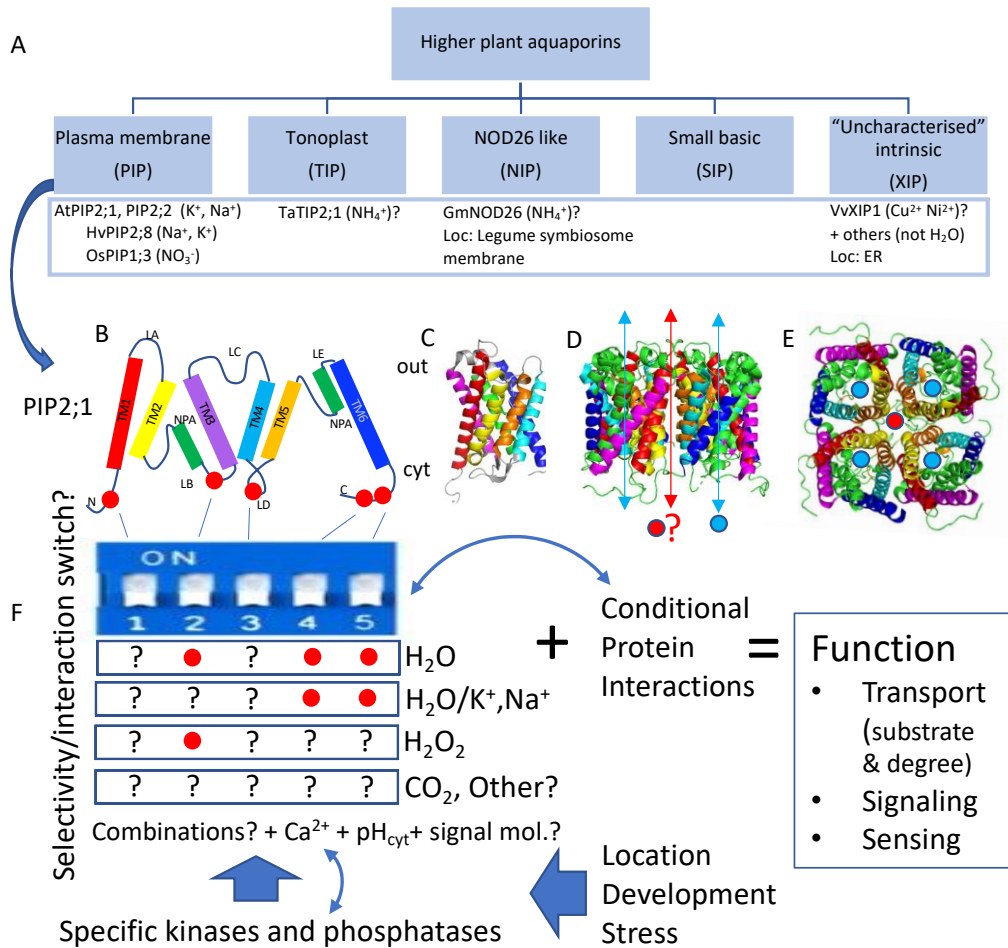 A
Higher plant aquaporins
Plasma membrane
(PIP)
Tonoplast
(TIP)
NOD26 like
(NIP)
Small basic
(SIP)
“Uncharacterised”
intrinsic
(XIP)
AtPIP2;1, PIP2;2 (K⁺, Na⁺)
HvPIP2;8 (Na⁺, K⁺)
OsPIP1;3 (NO₃⁻)
TaTIP2;1 (NH₄⁺)?
GmNOD26 (NH₄⁺)?
Loc: Legume symbiosome
membrane
VvXIP1 (Cu²⁺ Ni²⁺)?
+ others (not H₂O)
Loc: ER
B
PIP2;1
LA
LC
LE
TM1
TM2
NPA
TM3
TM4
TM5
NPA
TM6
N
LB
LD
C
C
out
cyt
D
?
E
F
Selectivity/interaction switch?
ON
1 2 3 4 5
? ? H₂O
? ? ? H₂O/K⁺,Na⁺
? ? ? ? H₂O₂
? ? ? ? ? CO₂, Other?
Combinations? + Ca²⁺ + pHcyt+ signal mol.?
Specific kinases and phosphatases
+
Conditional
Protein
Interactions
=
Location
Development
Stress
Function
• Transport
(substrate
& degree)
• Signaling
• Sensing